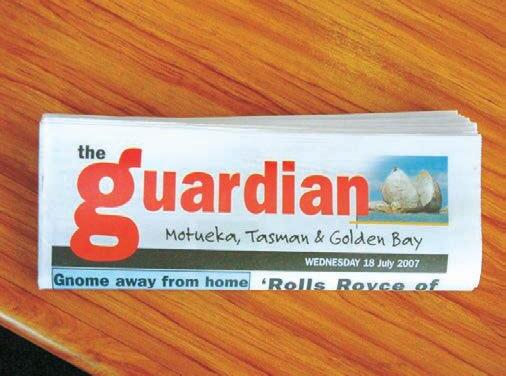 the
guardian
Motueka, Tasman & Golden Bay
WEDNESDAY 18 July 2007
Gnome away from home 'Rolls Royce of